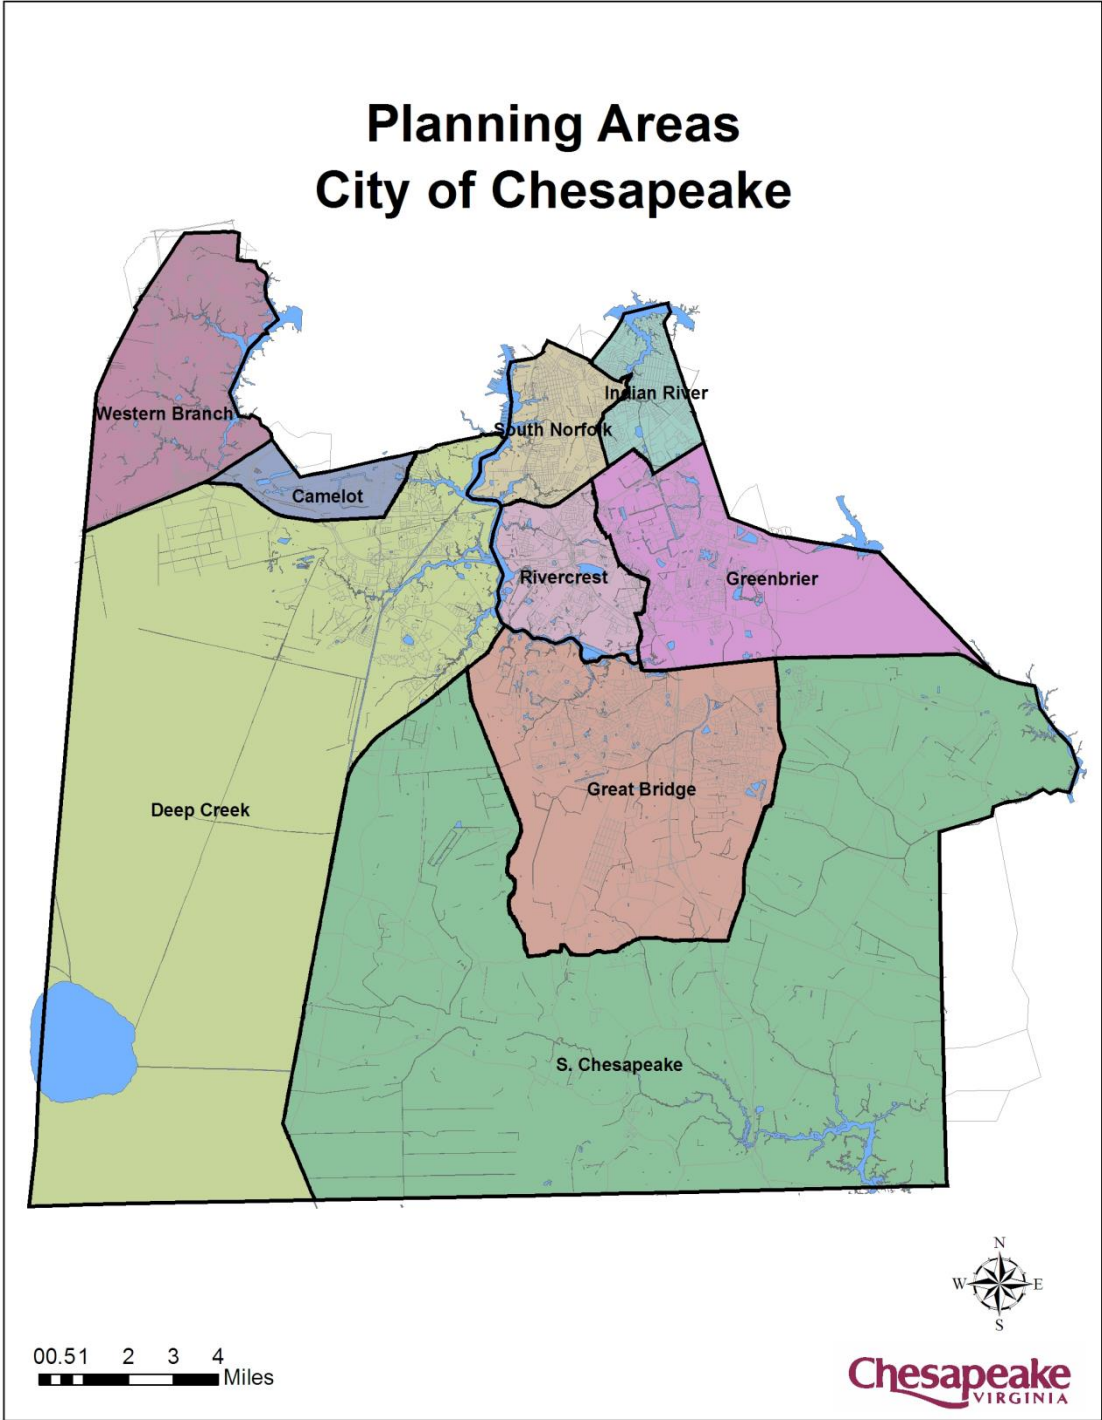 Planning Areas
City of Chesapeake
Western Branch
Indian River
South Norfolk
Camelot
Rivercrest
Greenbrier
Great Bridge
Deep Creek
S. Chesapeake
N
W E
S
00.51 2 3 4
Miles
Chesapeake
VIRGINIA